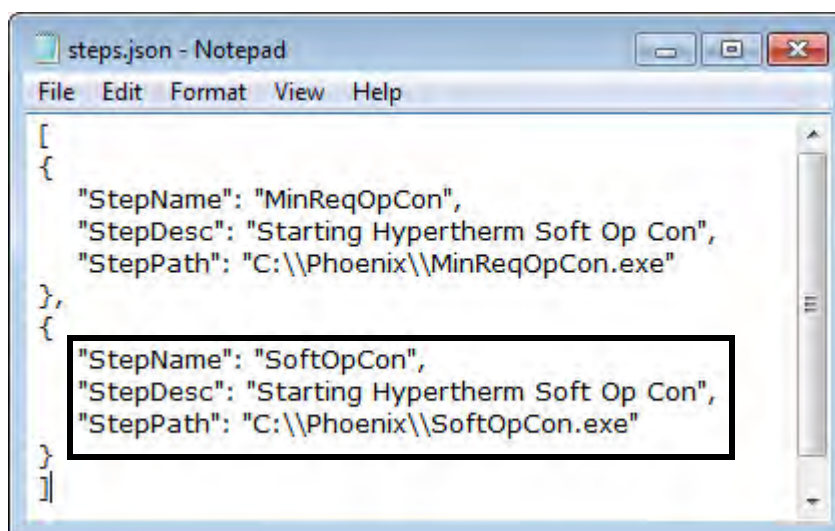 steps.json - Notepad
File Edit Format View Help
[
{
"StepName": "MinReqOpCon",
"StepDesc": "Starting Hypertherm Soft Op Con",
"StepPath": "C:\\Phoenix\\MinReqOpCon.exe"
},
{
"StepName": "SoftOpCon",
"StepDesc": "Starting Hypertherm Soft Op Con",
"StepPath": "C:\\Phoenix\\SoftOpCon.exe"
}
]